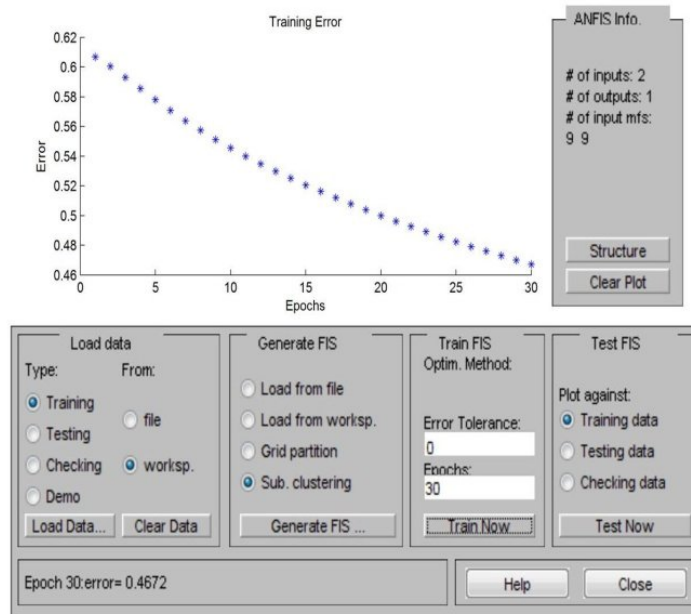 Training Error
0.62
0.6
0.58
0.56
0.54
0.52
0.5
0.48
0.46
Error
0 5 10 15 20 25 30
Epochs
ANFIS Info.
# of inputs: 2
# of outputs: 1
# of input mfs:
9 9
Structure
Clear Plot
Load data
Type: From:
Training
Testing
Checking
Demo
file
worksp.
Load Data...
Clear Data
Generate FIS
Load from file
Load from worksp.
Grid partition
Sub. clustering
Generate FIS ...
Train FIS
Optim. Method:
Error Tolerance:
0
Epochs:
30
Train Now
Test FIS
Plot against:
Training data
Testing data
Checking data
Test Now
Epoch 30:error= 0.4672
Help
Close